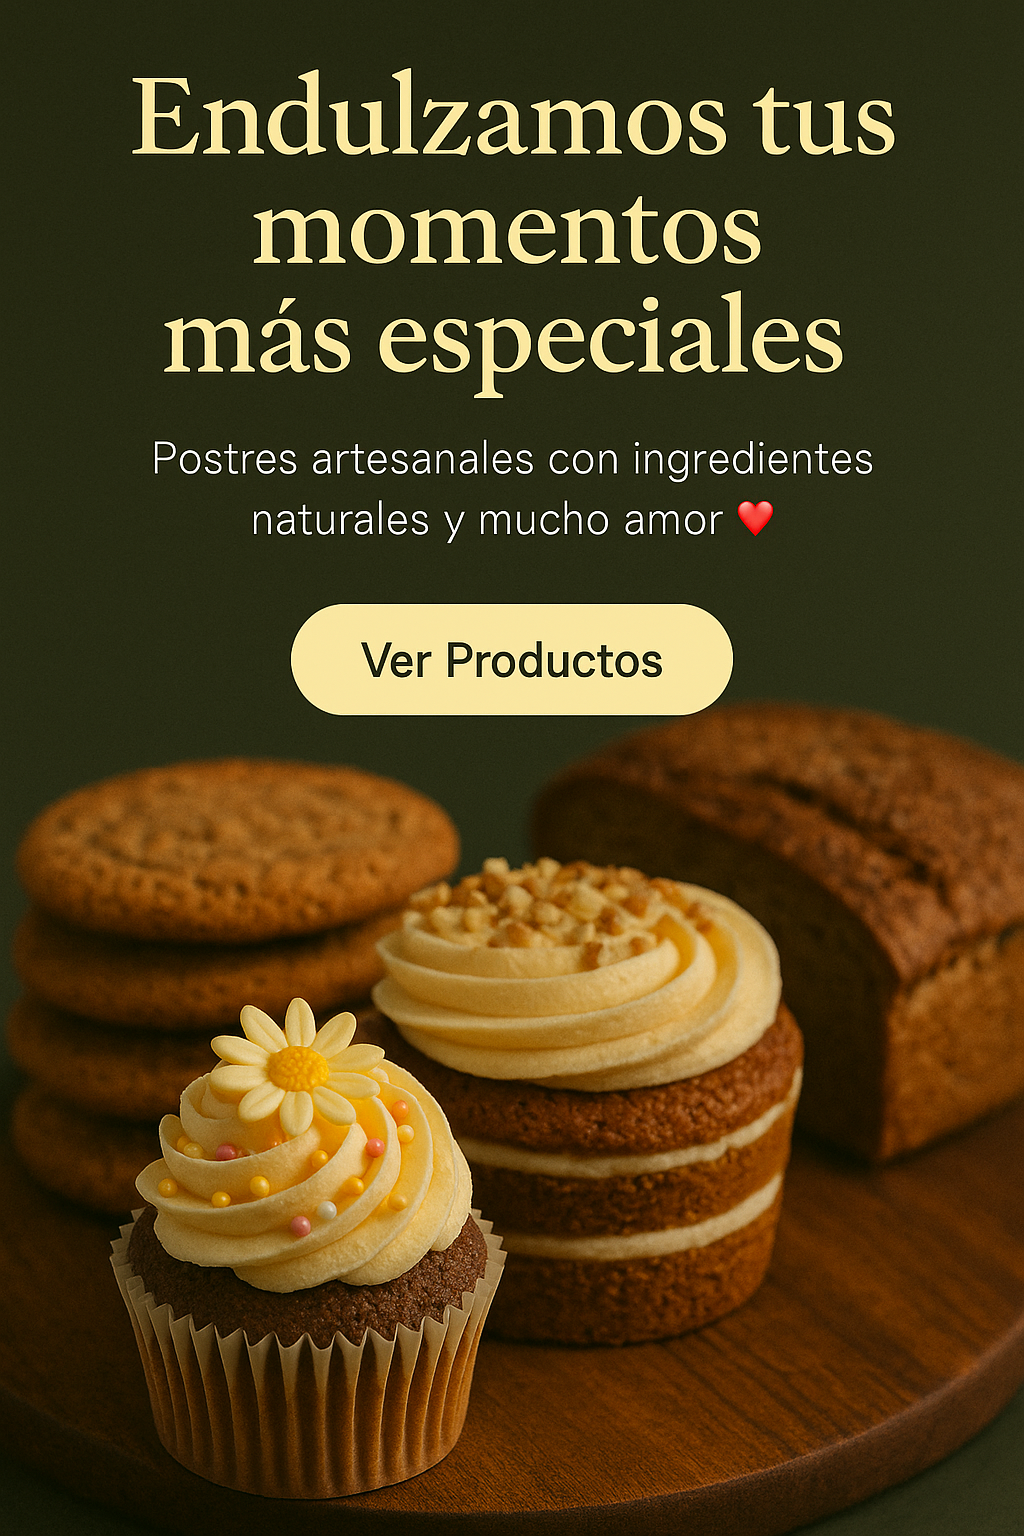 Endulzamos tus
momentos
más especiales
Postres artesanales con ingredientes
naturales y mucho amor ❤️
Ver Productos